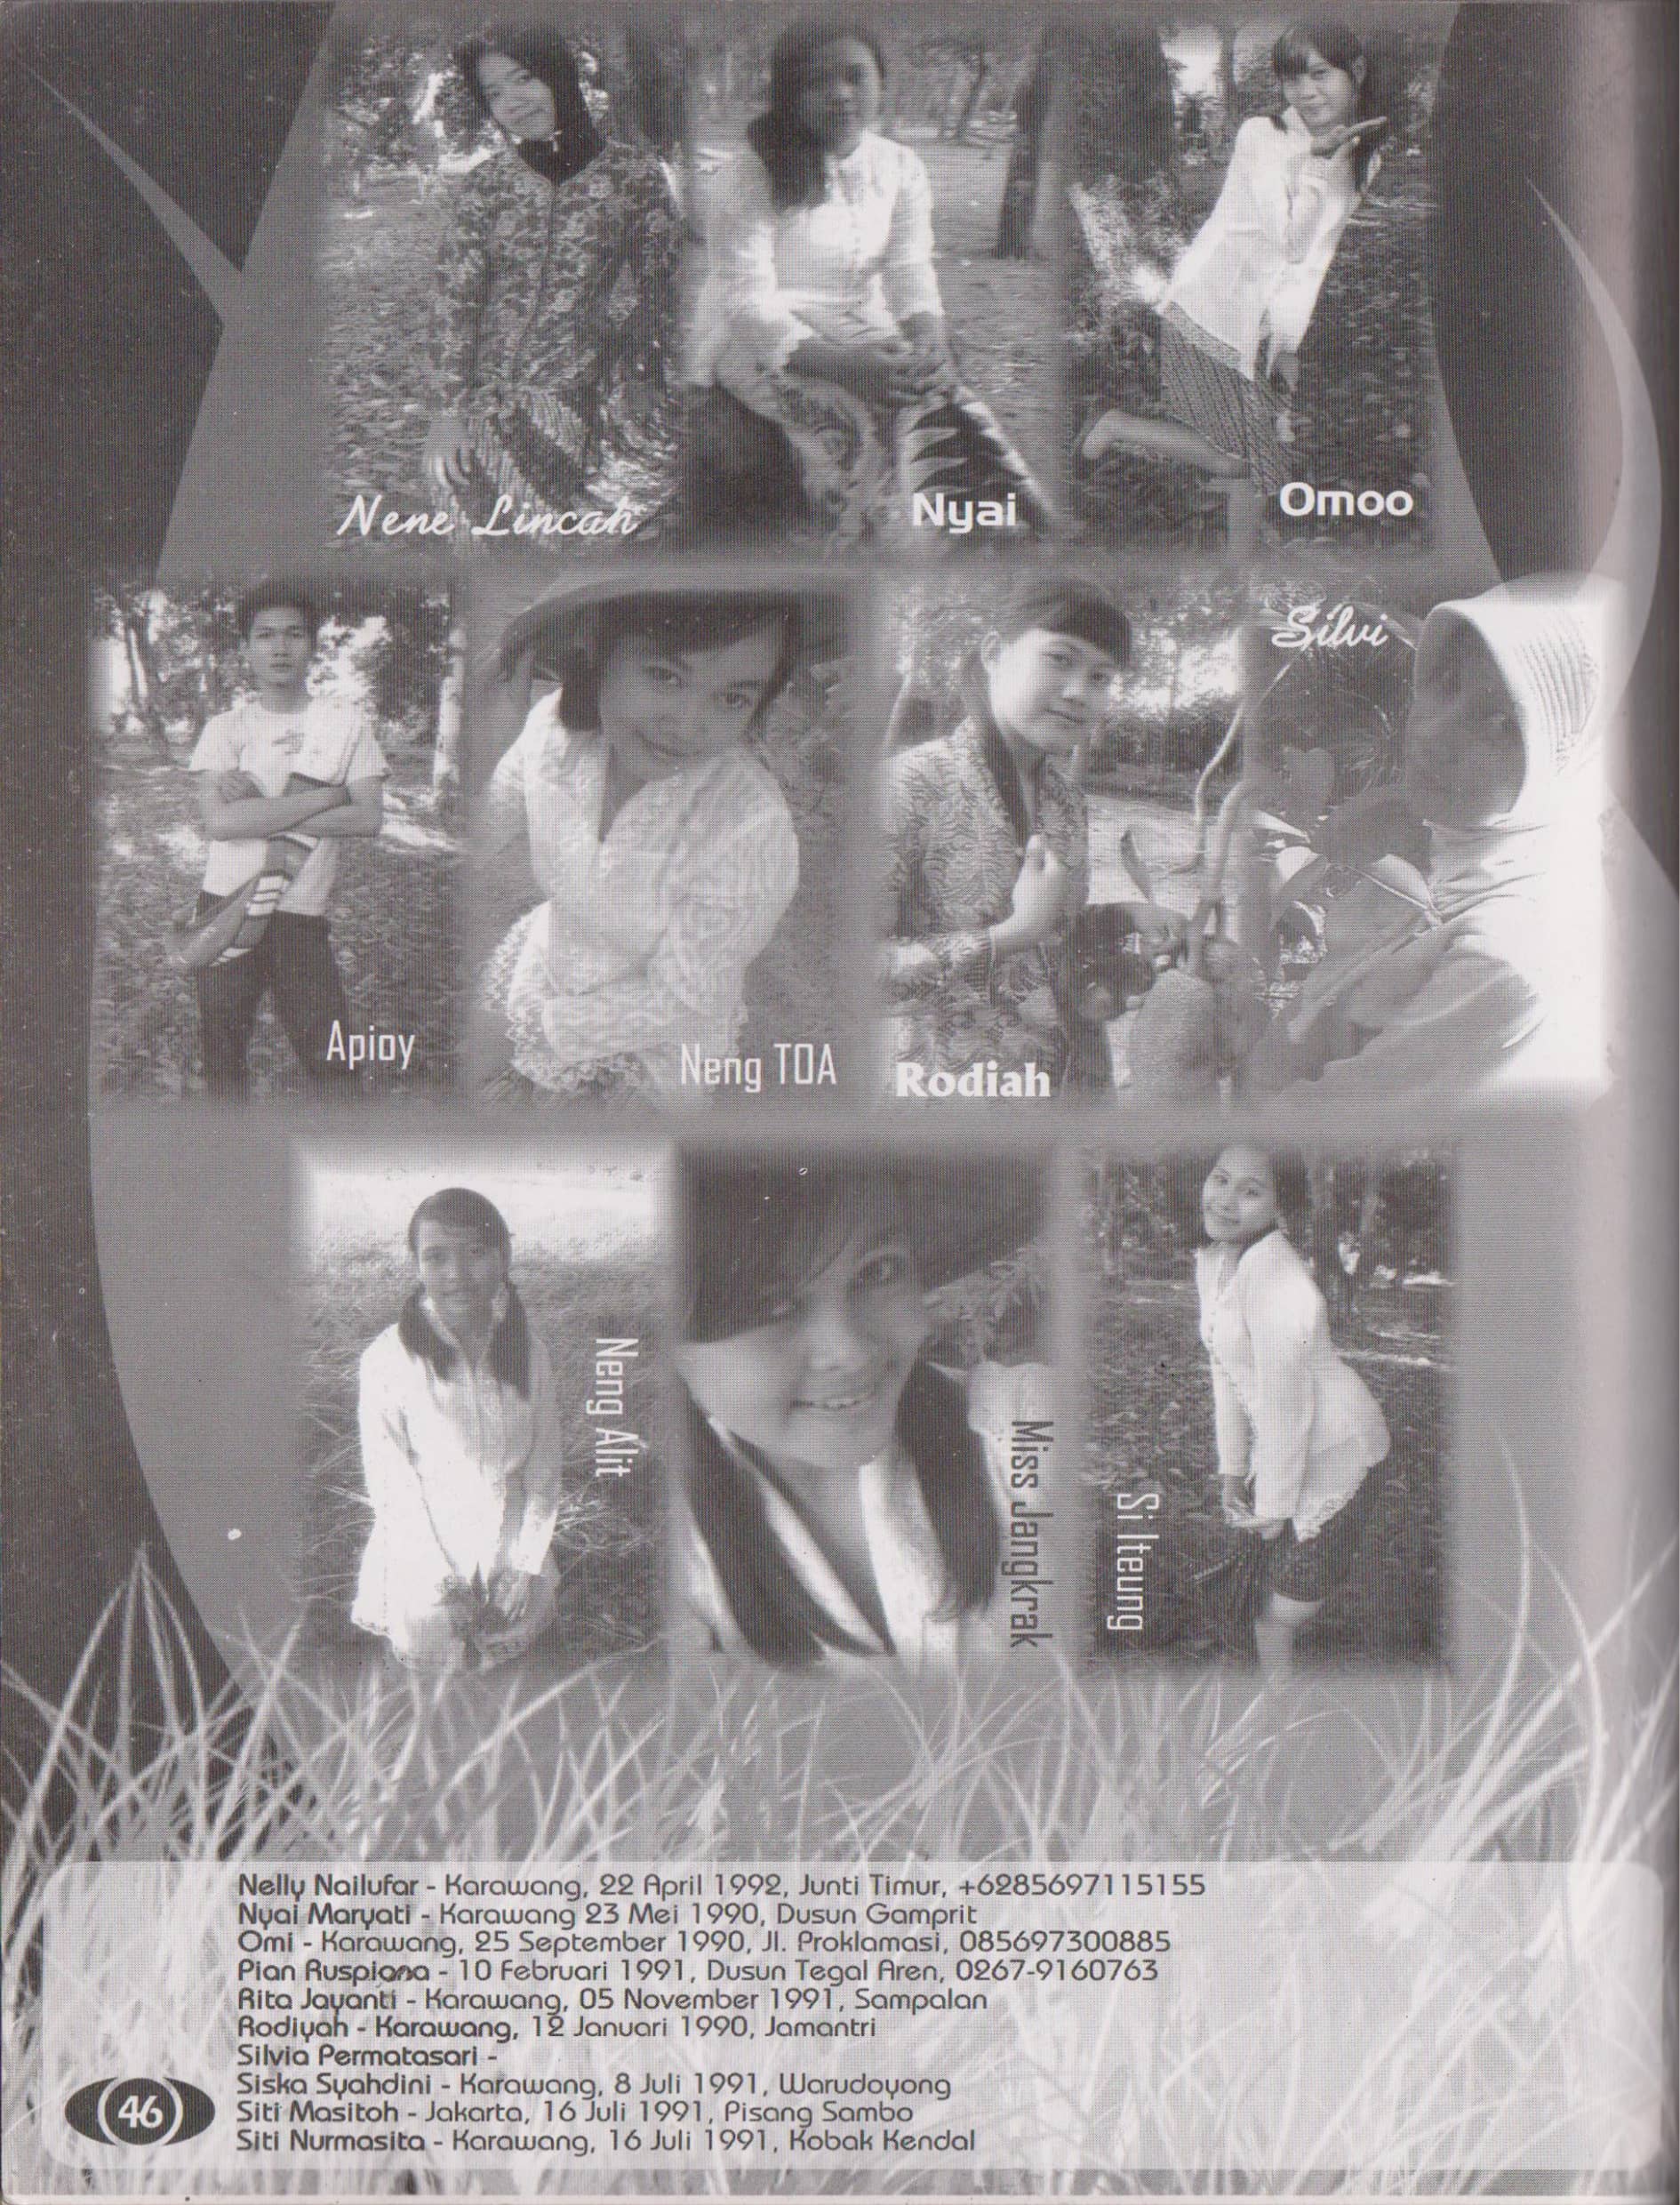 Nene Lincah
Nyai
Omoo
Apioy
Neng TOA
Rodiah
Silvi
Neng Alit
Miss Jangkrak
Si Iteung
Nelly Nailufar - Karawang, 22 April 1992, Junti Timur, +6285697115155
Nyai Maryati - Karawang 23 Mei 1990, Dusun Gamprit
Omi - Karawang, 25 September 1990, Jl. Proklamasi, 085697300885
Pian Ruspiana - 10 Februari 1991, Dusun Tegal Aren, 0267-9160763
Rita Jayanti - Karawang, 05 November 1991, Sampalan
Rodiyah - Karawang, 12 Januari 1990, Jamantri
Silvia Permatasari -
Siska Syahdini - Karawang, 8 Juli 1991, Warudoyong
Siti Masitoh - Jakarta, 16 Juli 1991, Pisang Sambo
Siti Nurmasita - Karawang, 16 Juli 1991, Kobak Kendal
46